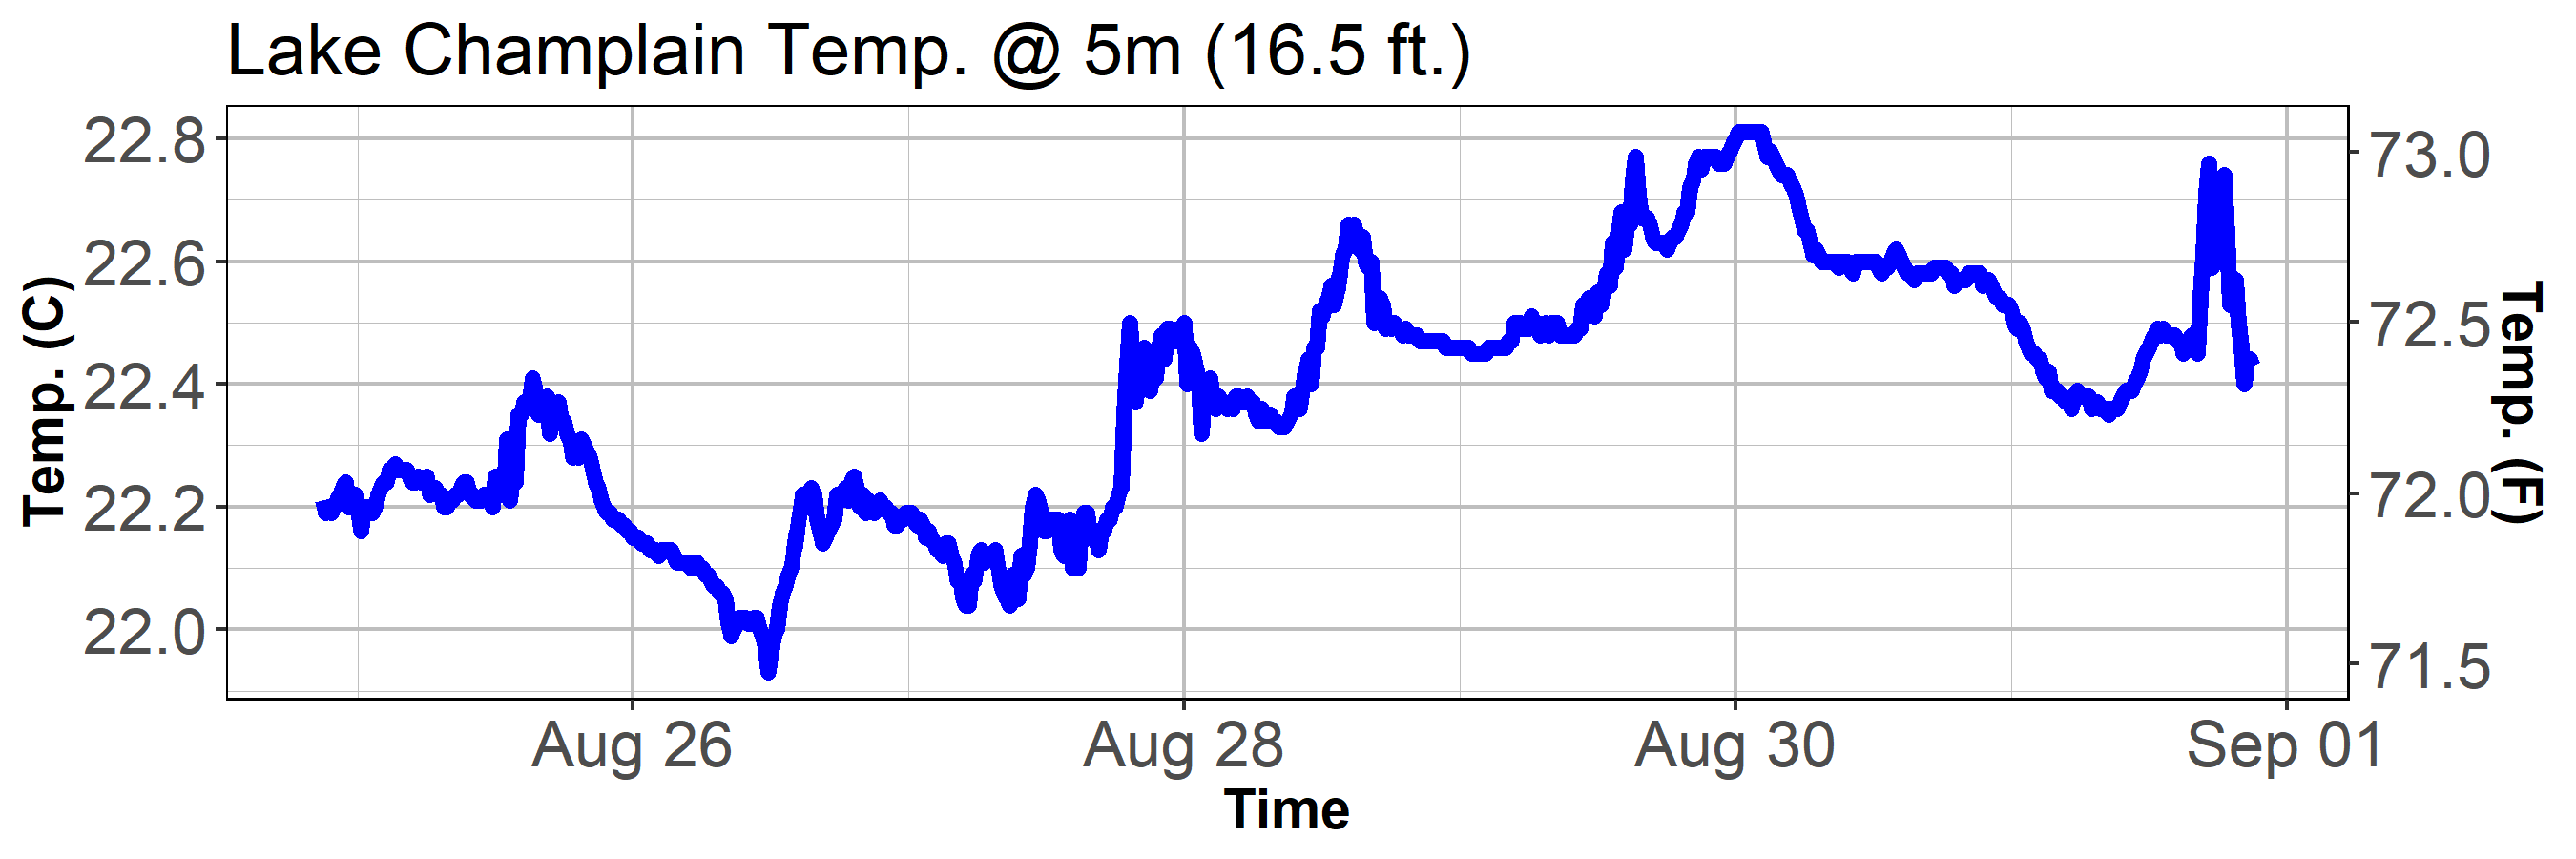 Lake Champlain Temp. @ 5m (16.5 ft.)
Temp. (C)
22.8
22.6
22.4
22.2
22.0
73.0
72.5
72.0
71.5
Temp. (F)
Aug 26
Aug 28
Aug 30
Sep 01
Time